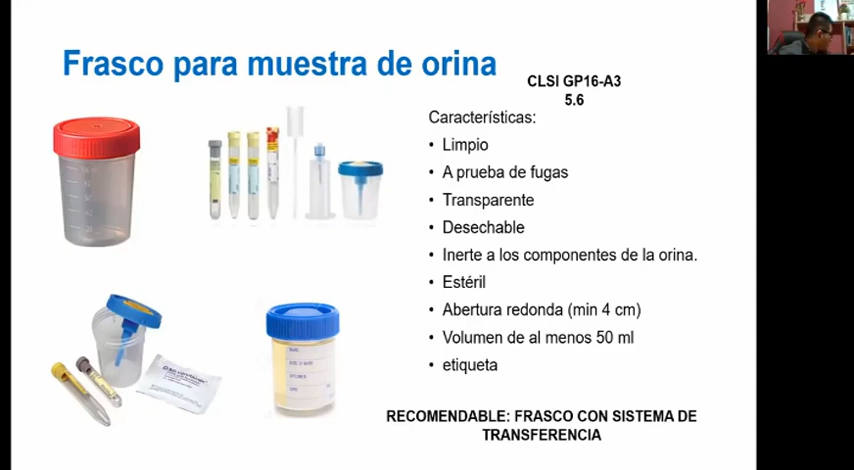 Frasco para muestra de orina
CLSI GP16-A3
5.6
Características:
• Limpio
• A prueba de fugas
• Transparente
• Desechable
• Inerte a los componentes de la orina.
• Estéril
• Abertura redonda (min 4 cm)
• Volumen de al menos 50 ml
• etiqueta
RECOMENDABLE: FRASCO CON SISTEMA DE
TRANSFERENCIA